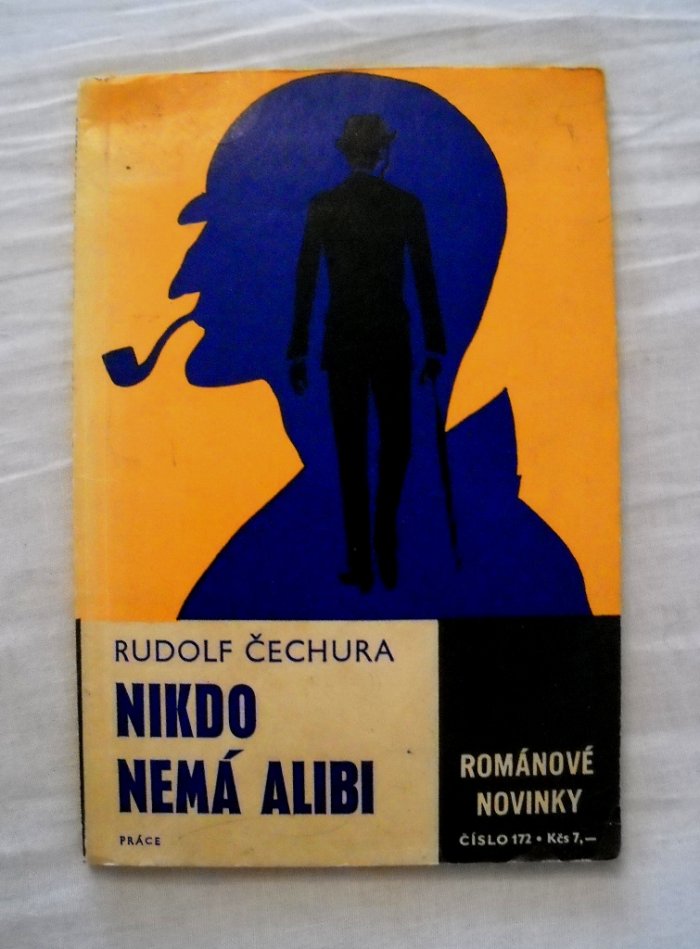 RUDOLF ČECHURA
NIKDO
NEMÁ ALIBI
PRÁCE
ROMÁNOVÉ
NOVINKY
ČÍSLO 172 • Kčs 7,—